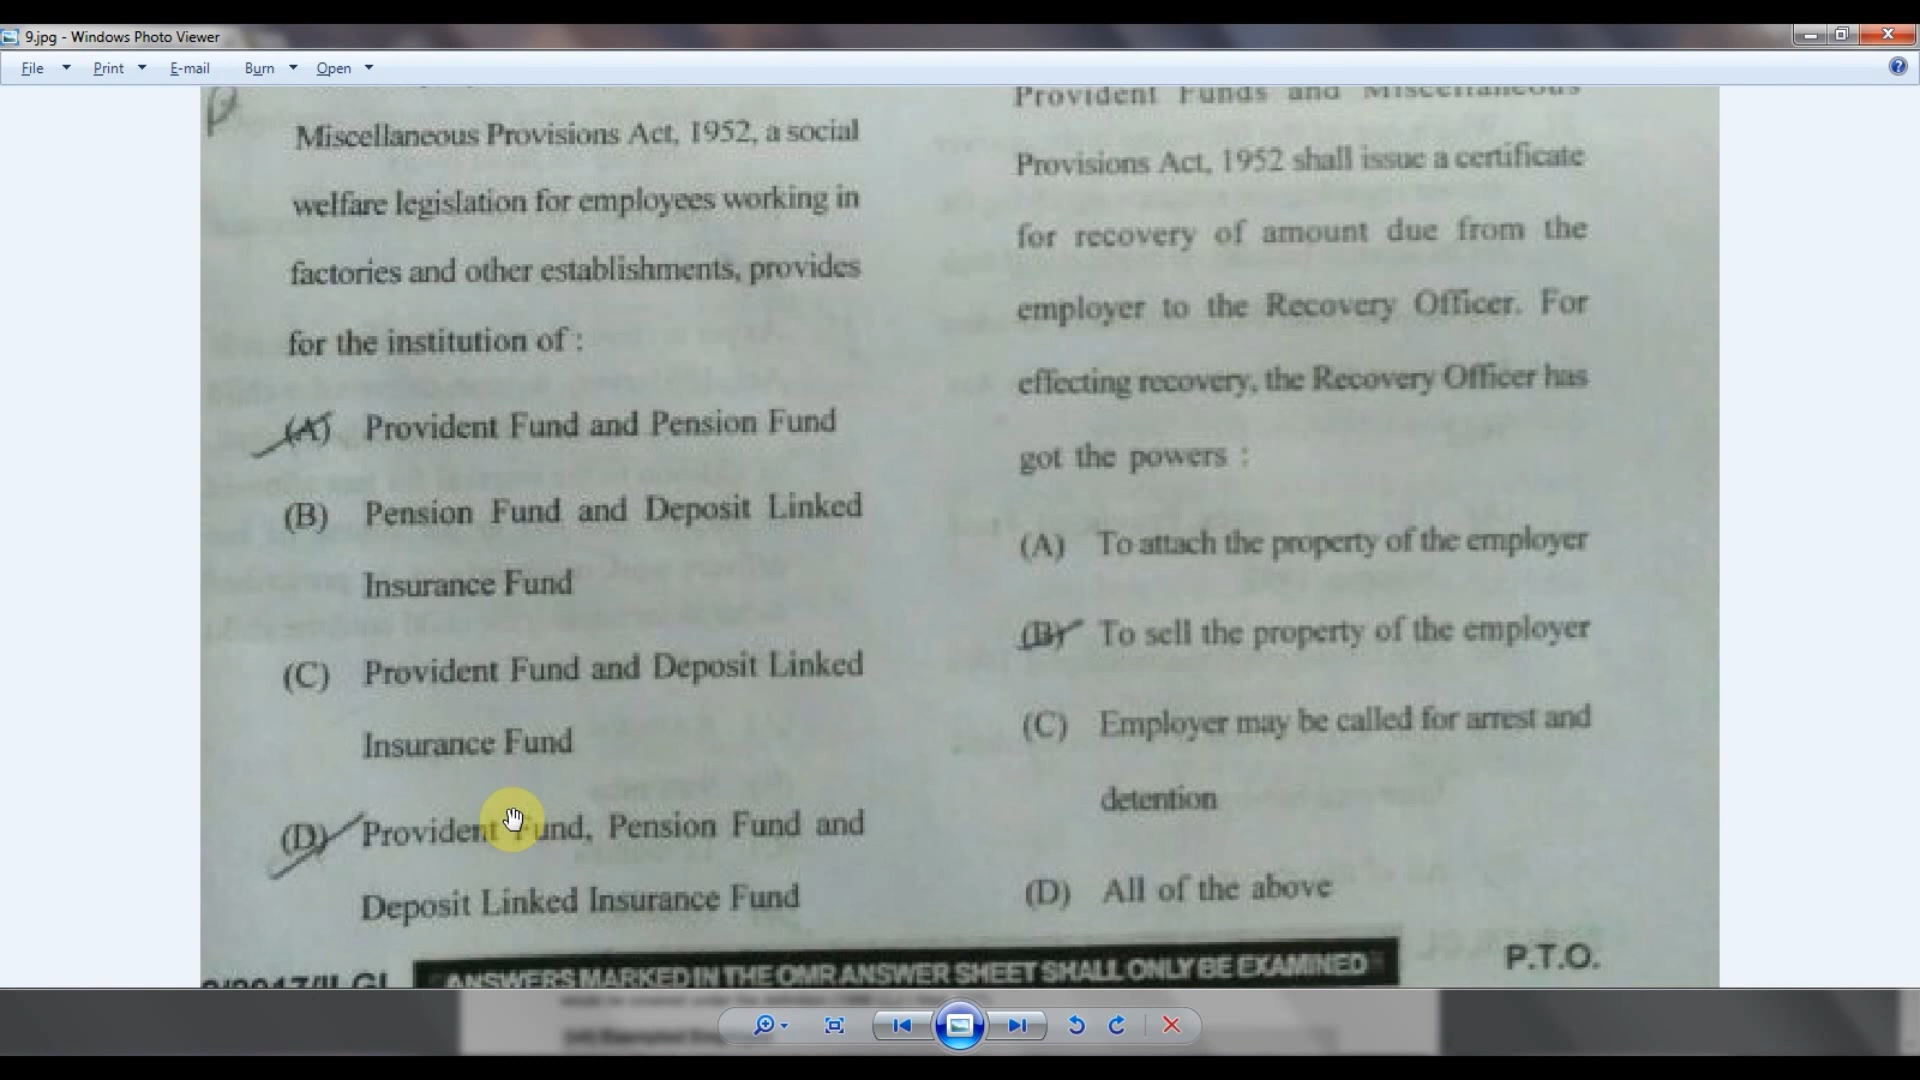 9.jpg - Windows Photo Viewer
File Print E-mail Burn Open
Miscellaneous Provisions Act, 1952, a social
welfare legislation for employees working in
factories and other establishments, provides
for the institution of :
(A) Provident Fund and Pension Fund
(B) Pension Fund and Deposit Linked
Insurance Fund
(C) Provident Fund and Deposit Linked
Insurance Fund
(D) Provident Fund, Pension Fund and
Deposit Linked Insurance Fund
Provident Funds and Miscellaneous
Provisions Act, 1952 shall issue a certificate
for recovery of amount due from the
employer to the Recovery Officer. For
effecting recovery, the Recovery Officer has
got the powers :
(A) To attach the property of the employer
(B) To sell the property of the employer
(C) Employer may be called for arrest and
detention
(D) All of the above
ANSWERS MARKED IN THE OMR ANSWER SHEET SHALL ONLY BE EXAMINED
P.T.O.